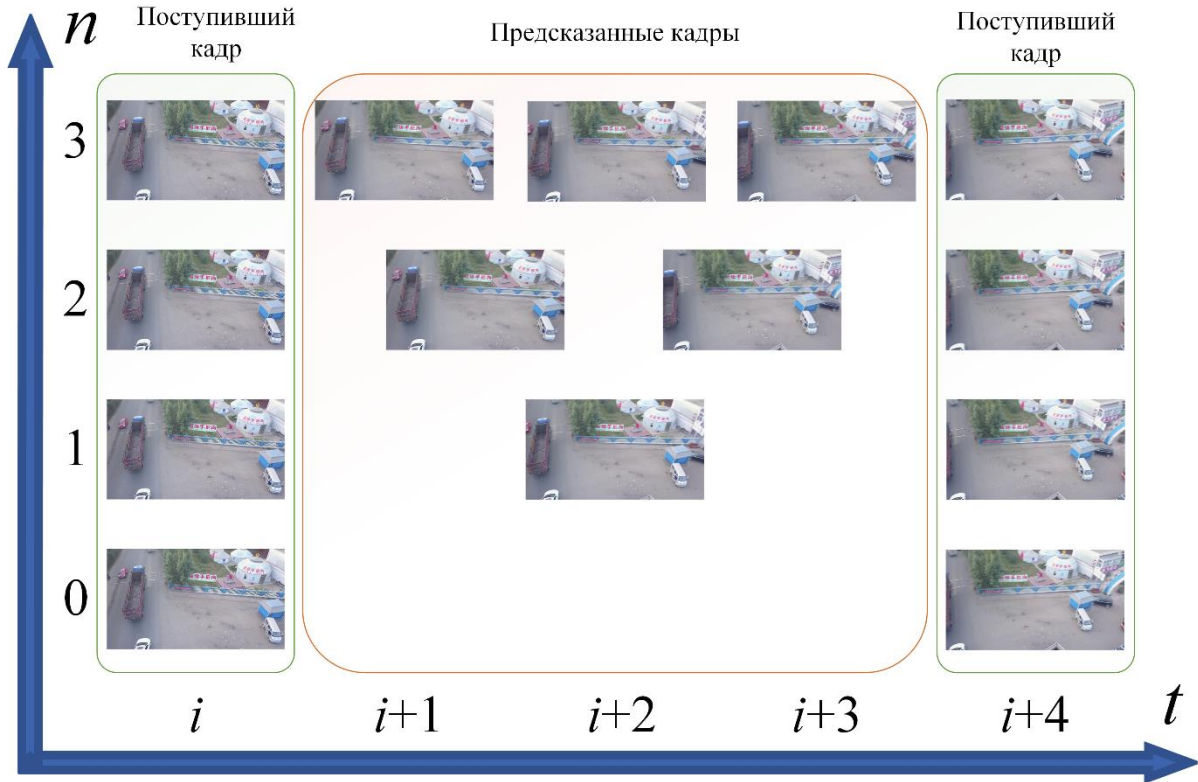 n
Поступивший
кадр
Предсказанные кадры
Поступивший
кадр
3
2
1
0
i
i+1
i+2
i+3
i+4
t